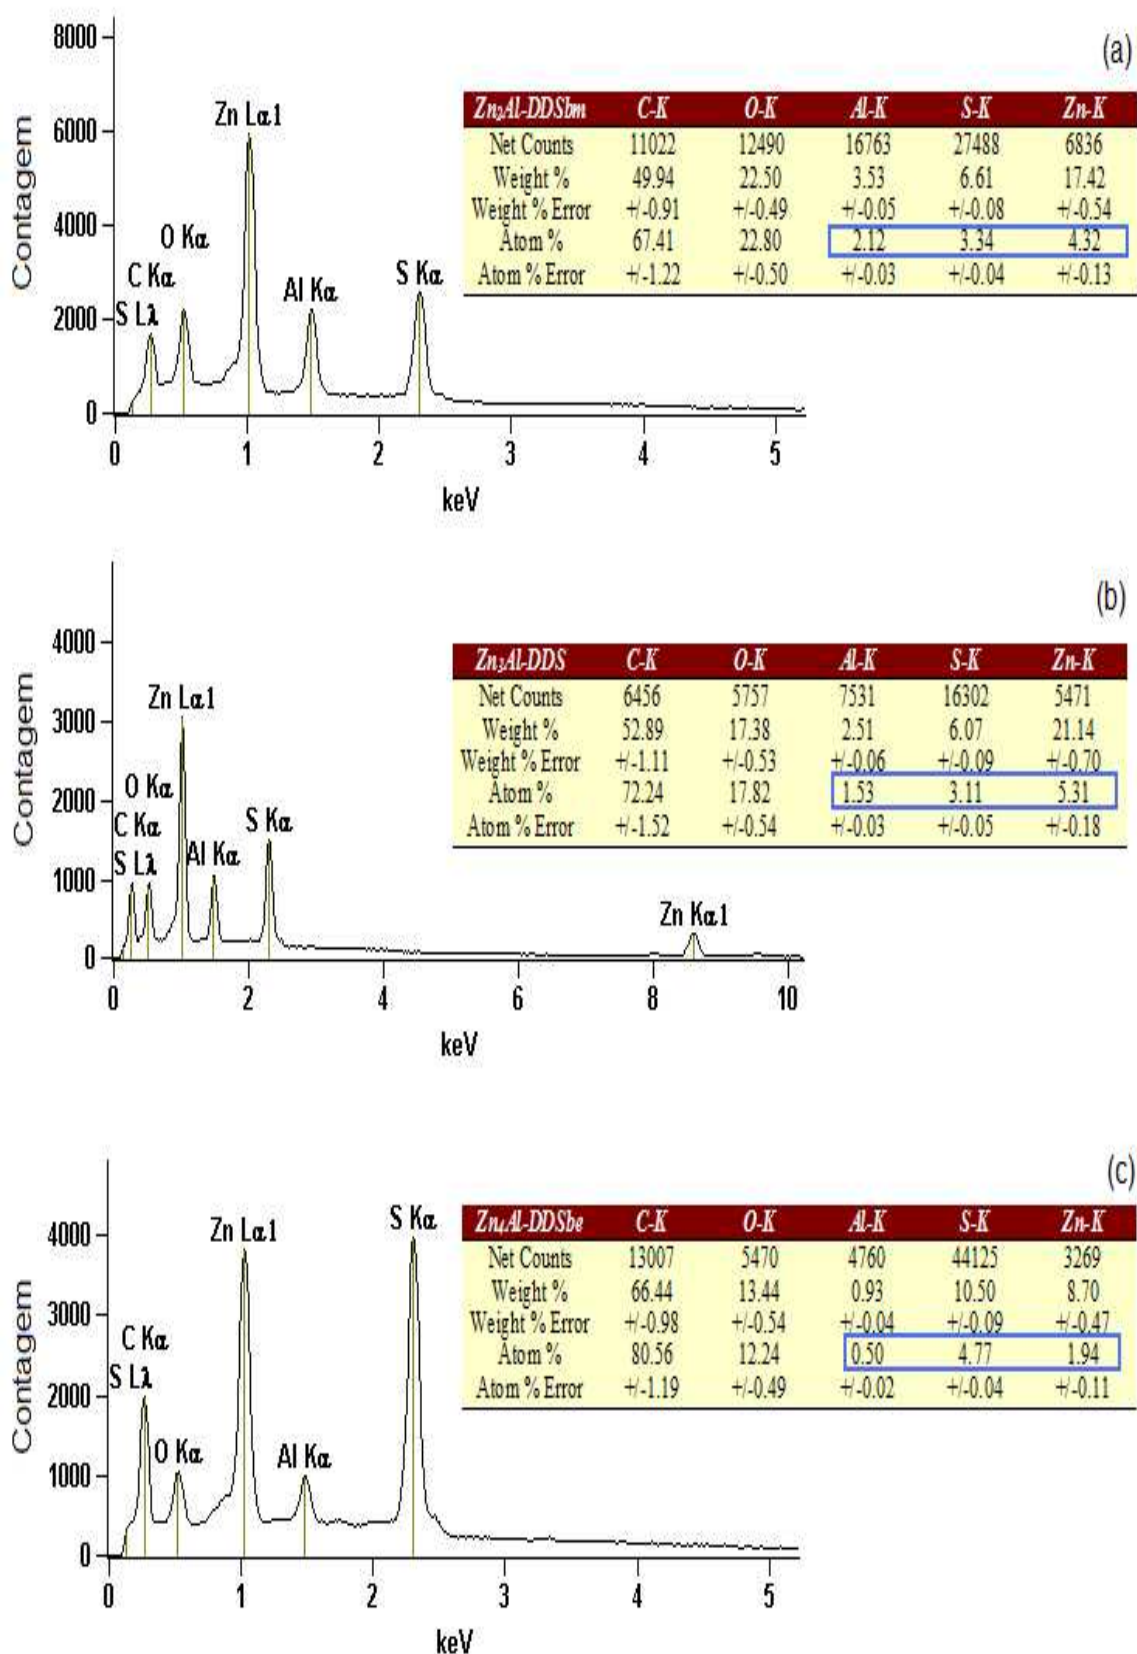 (a)
8000
6000
4000
2000
0
Contagem
S Lλ
C Kα
O Kα
Zn Lα1
Al Kα
S Kα
0 1 2 3 4 5
keV
Zn₂Al-DDSbm C-K O-K Al-K S-K Zn-K
Net Counts 11022 12490 16763 27488 6836
Weight % 49.94 22.50 3.53 6.61 17.42
Weight % Error +/-0.91 +/-0.49 +/-0.05 +/-0.08 +/-0.54
Atom % 67.41 22.80 2.12 3.34 4.32
Atom % Error +/-1.22 +/-0.50 +/-0.03 +/-0.04 +/-0.13
(b)
4000
3000
2000
1000
0
Contagem
S Lλ
C Kα
O Kα
Zn Lα1
Al Kα
S Kα
Zn Kα1
0 2 4 6 8 10
keV
Zn₃Al-DDS C-K O-K Al-K S-K Zn-K
Net Counts 6456 5757 7531 16302 5471
Weight % 52.89 17.38 2.51 6.07 21.14
Weight % Error +/-1.11 +/-0.53 +/-0.06 +/-0.09 +/-0.70
Atom % 72.24 17.82 1.53 3.11 5.31
Atom % Error +/-1.52 +/-0.54 +/-0.03 +/-0.05 +/-0.18
(c)
4000
3000
2000
1000
0
Contagem
S Lλ
C Kα
O Kα
Zn Lα1
Al Kα
S Kα
0 1 2 3 4 5
keV
Zn₄Al-DDSbe C-K O-K Al-K S-K Zn-K
Net Counts 13007 5470 4760 44125 3269
Weight % 66.44 13.44 0.93 10.50 8.70
Weight % Error +/-0.98 +/-0.54 +/-0.04 +/-0.09 +/-0.47
Atom % 80.56 12.24 0.50 4.77 1.94
Atom % Error +/-1.19 +/-0.49 +/-0.02 +/-0.04 +/-0.11